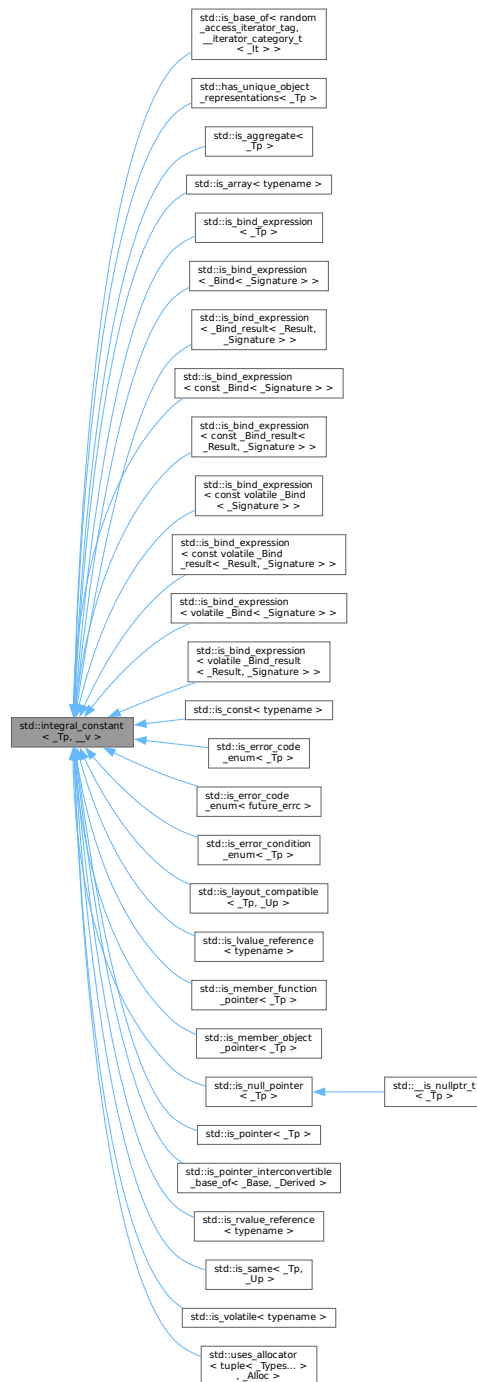 std::is_base_of< random
_access_iterator_tag,
__iterator_category_t
< _It > >
std::has_unique_object
_representations< _Tp >
std::is_aggregate<
_Tp >
std::is_array< typename >
std::is_bind_expression
< _Tp >
std::is_bind_expression
< _Bind< _Signature > >
std::is_bind_expression
< _Bind_result< _Result,
_Signature > >
std::is_bind_expression
< const _Bind< _Signature > >
std::is_bind_expression
< const _Bind_result<
_Result, _Signature > >
std::is_bind_expression
< const volatile _Bind
< _Signature > >
std::is_bind_expression
< const volatile _Bind
_result< _Result, _Signature > >
std::is_bind_expression
< volatile _Bind< _Signature > >
std::is_bind_expression
< volatile _Bind_result
< _Result, _Signature > >
std::is_const< typename >
std::integral_constant
< _Tp, __v >
std::is_error_code
_enum< _Tp >
std::is_error_code
_enum< future_errc >
std::is_error_condition
_enum< _Tp >
std::is_layout_compatible
< _Tp, _Up >
std::is_lvalue_reference
< typename >
std::is_member_function
_pointer< _Tp >
std::is_member_object
_pointer< _Tp >
std::is_null_pointer
< _Tp >
std::__is_nullptr_t
< _Tp >
std::is_pointer< _Tp >
std::is_pointer_interconvertible
_base_of< _Base, _Derived >
std::is_rvalue_reference
< typename >
std::is_same< _Tp,
_Up >
std::is_volatile< typename >
std::uses_allocator
< tuple< _Types... >
, _Alloc >